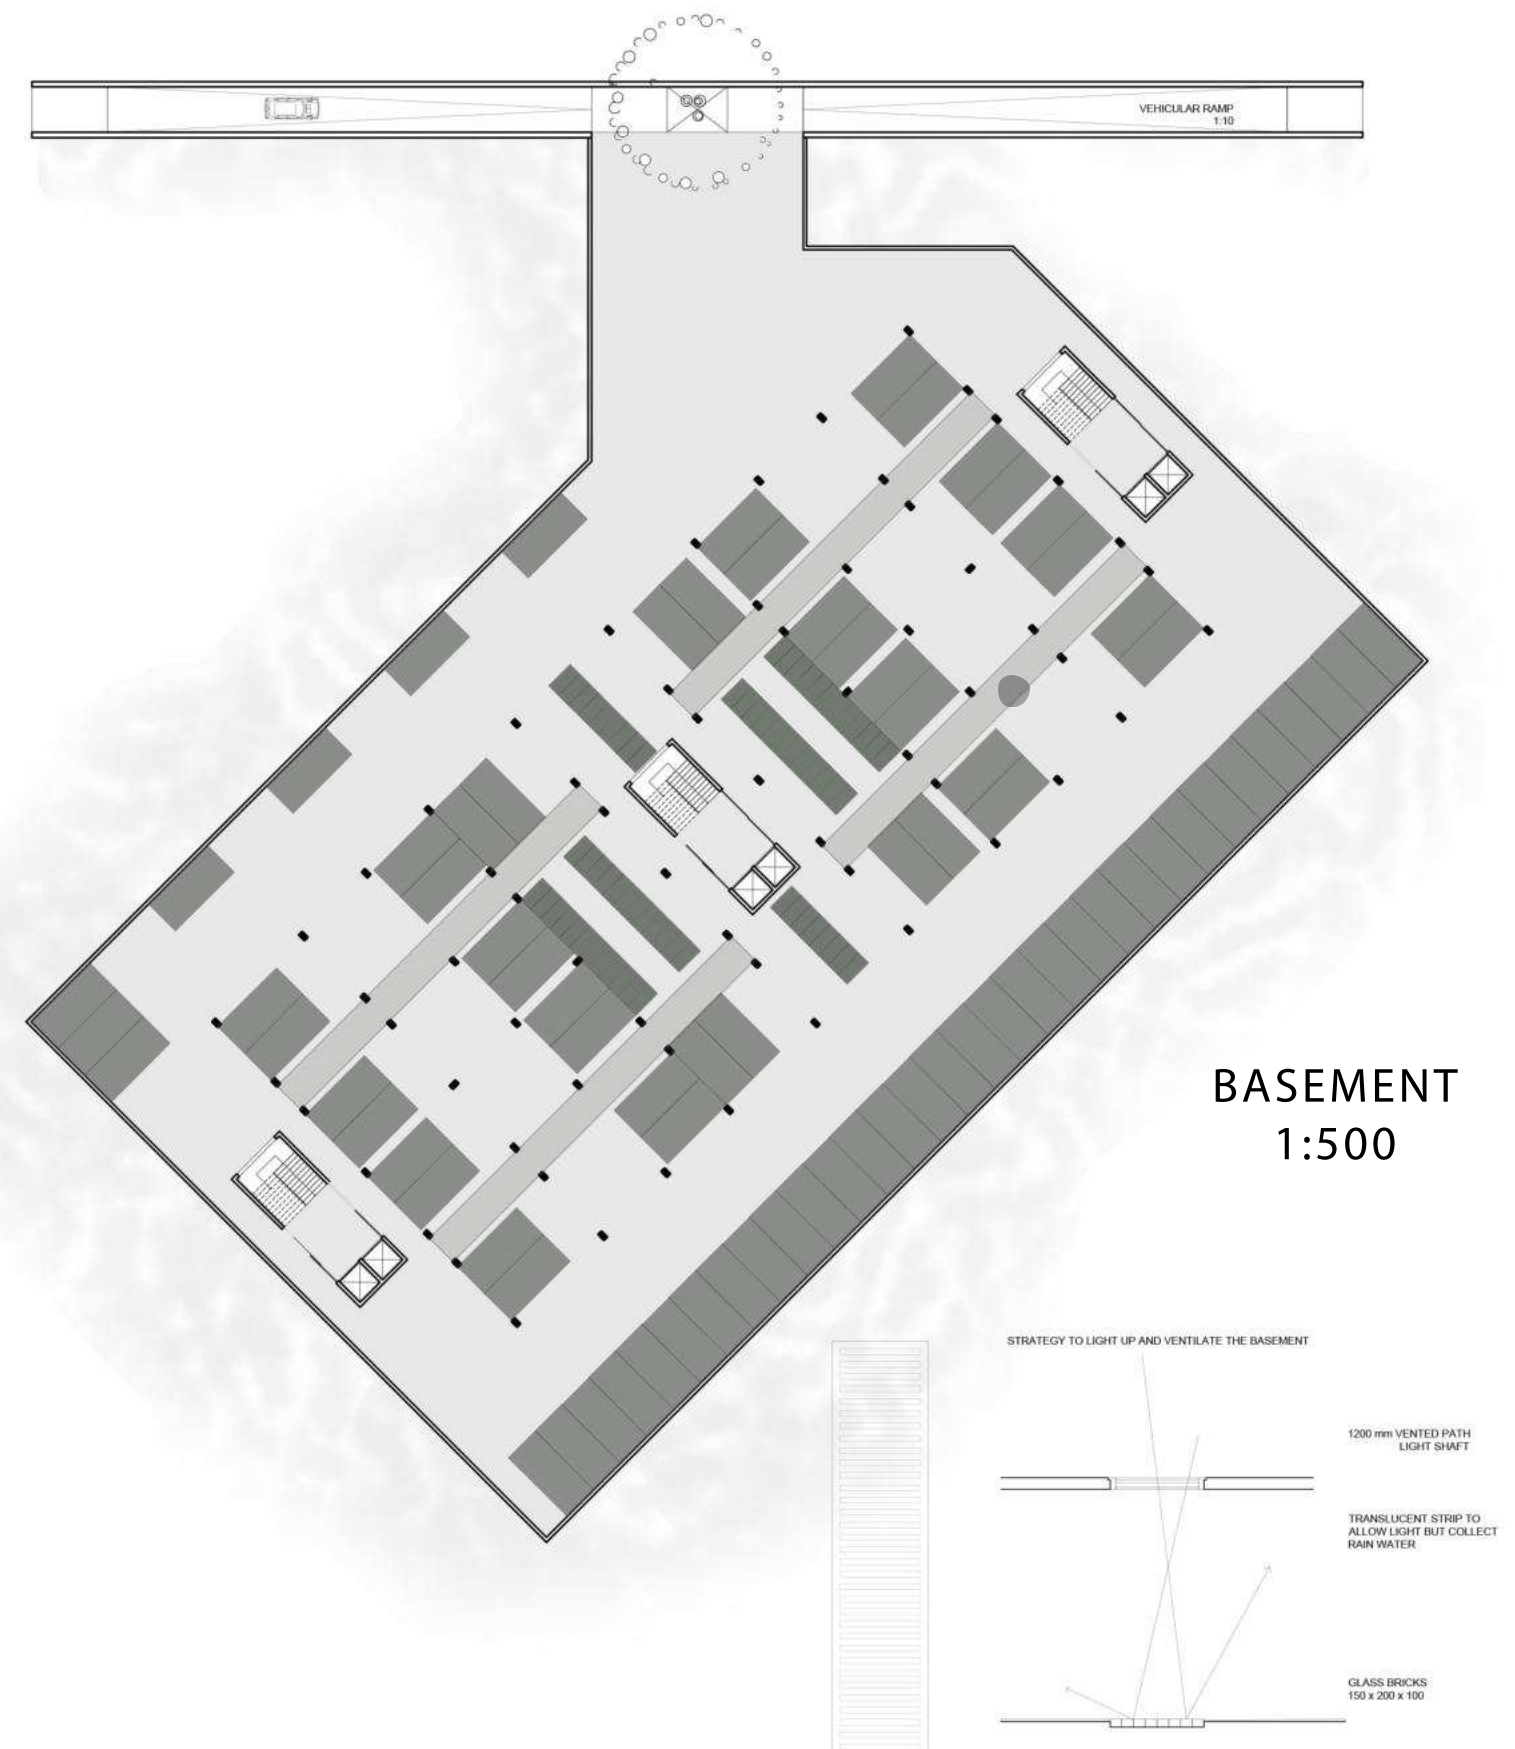 VEHICULAR RAMP
1:10
BASEMENT
1:500
STRATEGY TO LIGHT UP AND VENTILATE THE BASEMENT
1200 mm VENTED PATH
LIGHT SHAFT
TRANSLUCENT STRIP TO
ALLOW LIGHT BUT COLLECT
RAIN WATER
GLASS BRICKS
150 x 200 x 100